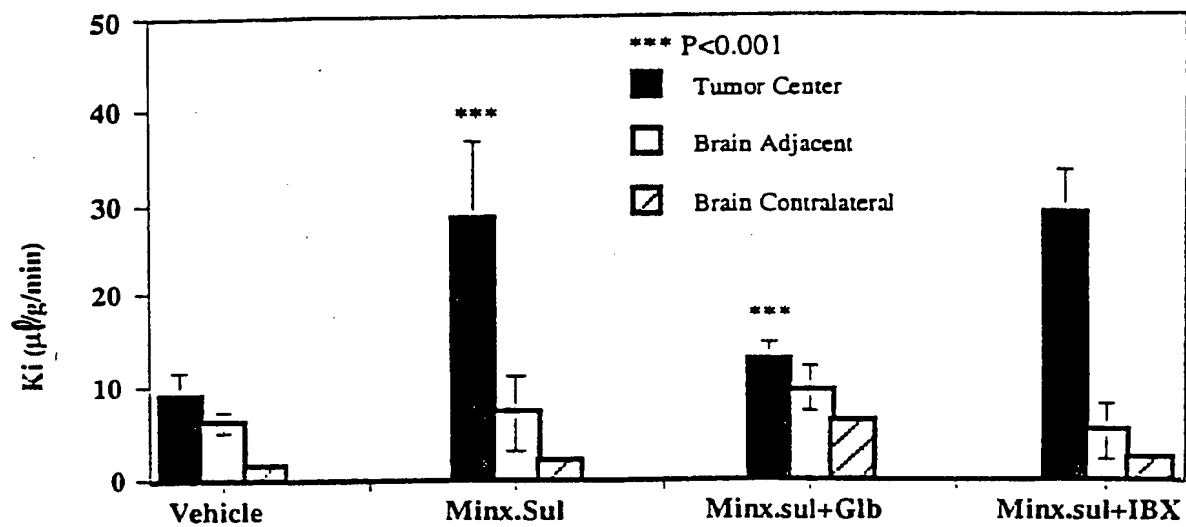 50
40
30
20
10
0
Ki (µl/g/min)
*** P<0.001
Tumor Center
Brain Adjacent
Brain Contralateral
***
***
Vehicle
Minx.Sul
Minx.sul+Glb
Minx.sul+IBX